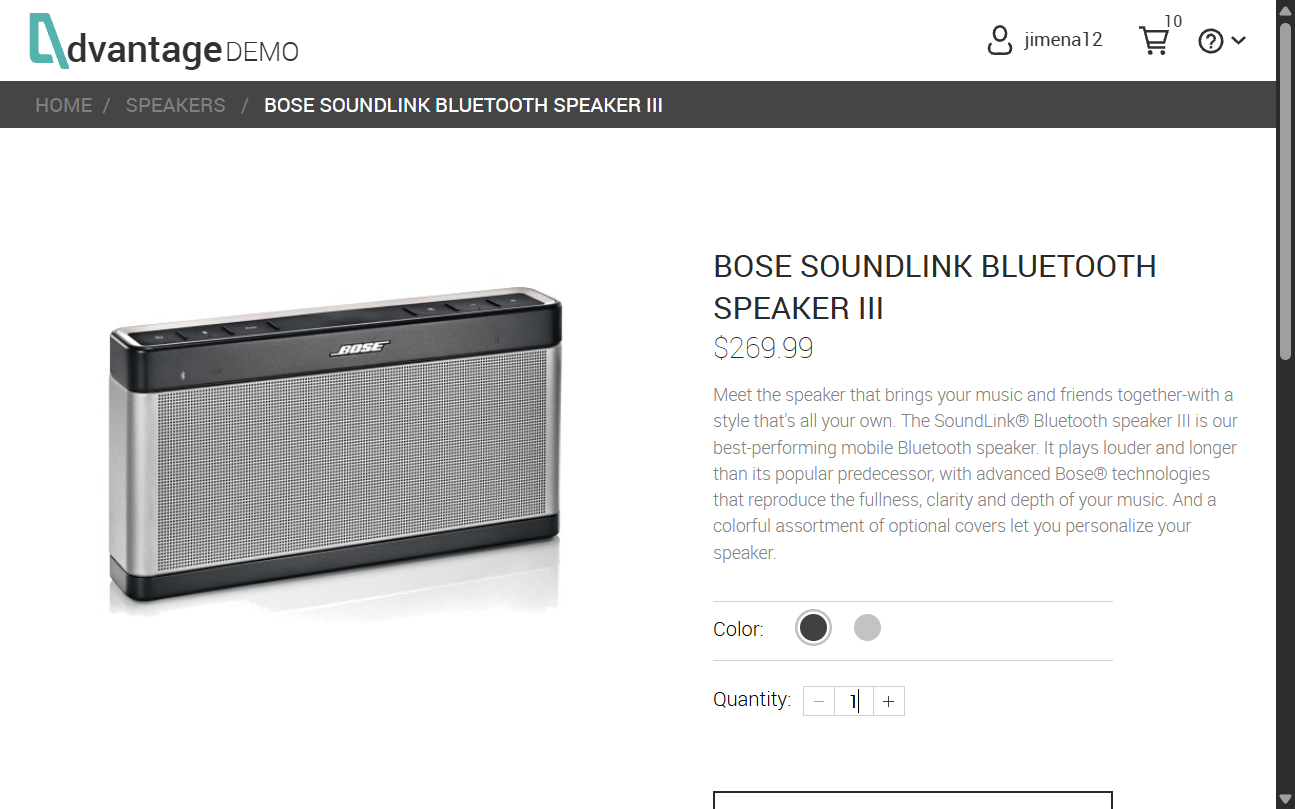 dvantage DEMO
jimena12
10
HOME / SPEAKERS / BOSE SOUNDLINK BLUETOOTH SPEAKER III
BOSE
BOSE SOUNDLINK BLUETOOTH
SPEAKER III
$269.99
Meet the speaker that brings your music and friends together-with a
style that's all your own. The SoundLink® Bluetooth speaker III is our
best-performing mobile Bluetooth speaker. It plays louder and longer
than its popular predecessor, with advanced Bose® technologies
that reproduce the fullness, clarity and depth of your music. And a
colorful assortment of optional covers let you personalize your
speaker.
Color:
Quantity: − 1 +